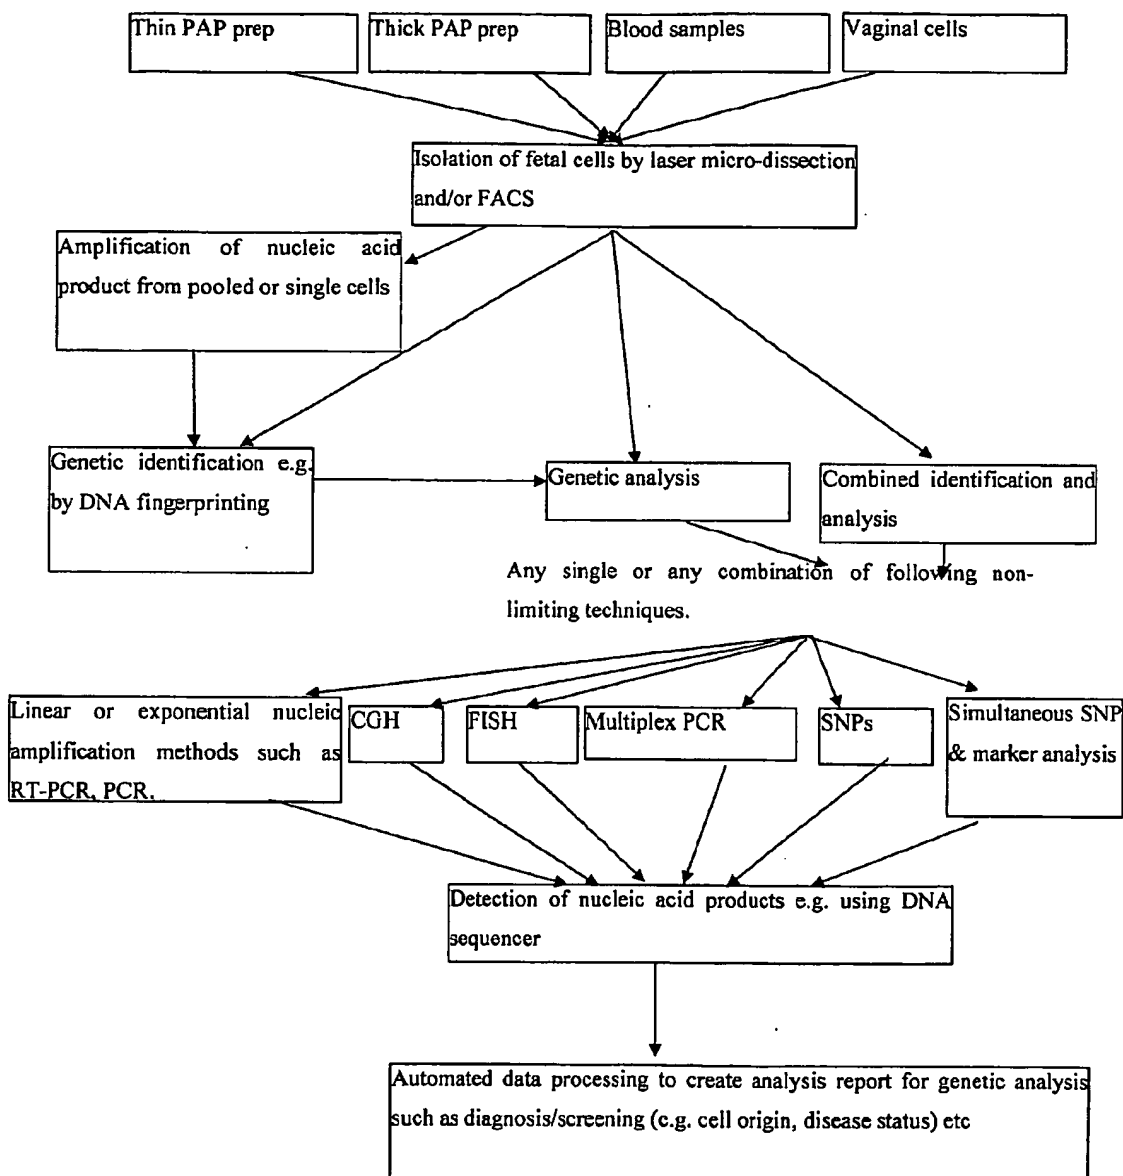 Thin PAP prep
Thick PAP prep
Blood samples
Vaginal cells
Isolation of fetal cells by laser micro-dissection
and/or FACS
Amplification of nucleic acid
product from pooled or single cells
Genetic identification e.g.
by DNA fingerprinting
Genetic analysis
Combined identification and
analysis
Any single or any combination of following non-
limiting techniques.
Linear or exponential nucleic
amplification methods such as
RT-PCR, PCR.
CGH
FISH
Multiplex PCR
SNPs
Simultaneous SNP
& marker analysis
Detection of nucleic acid products e.g. using DNA
sequencer
Automated data processing to create analysis report for genetic analysis
such as diagnosis/screening (e.g. cell origin, disease status) etc